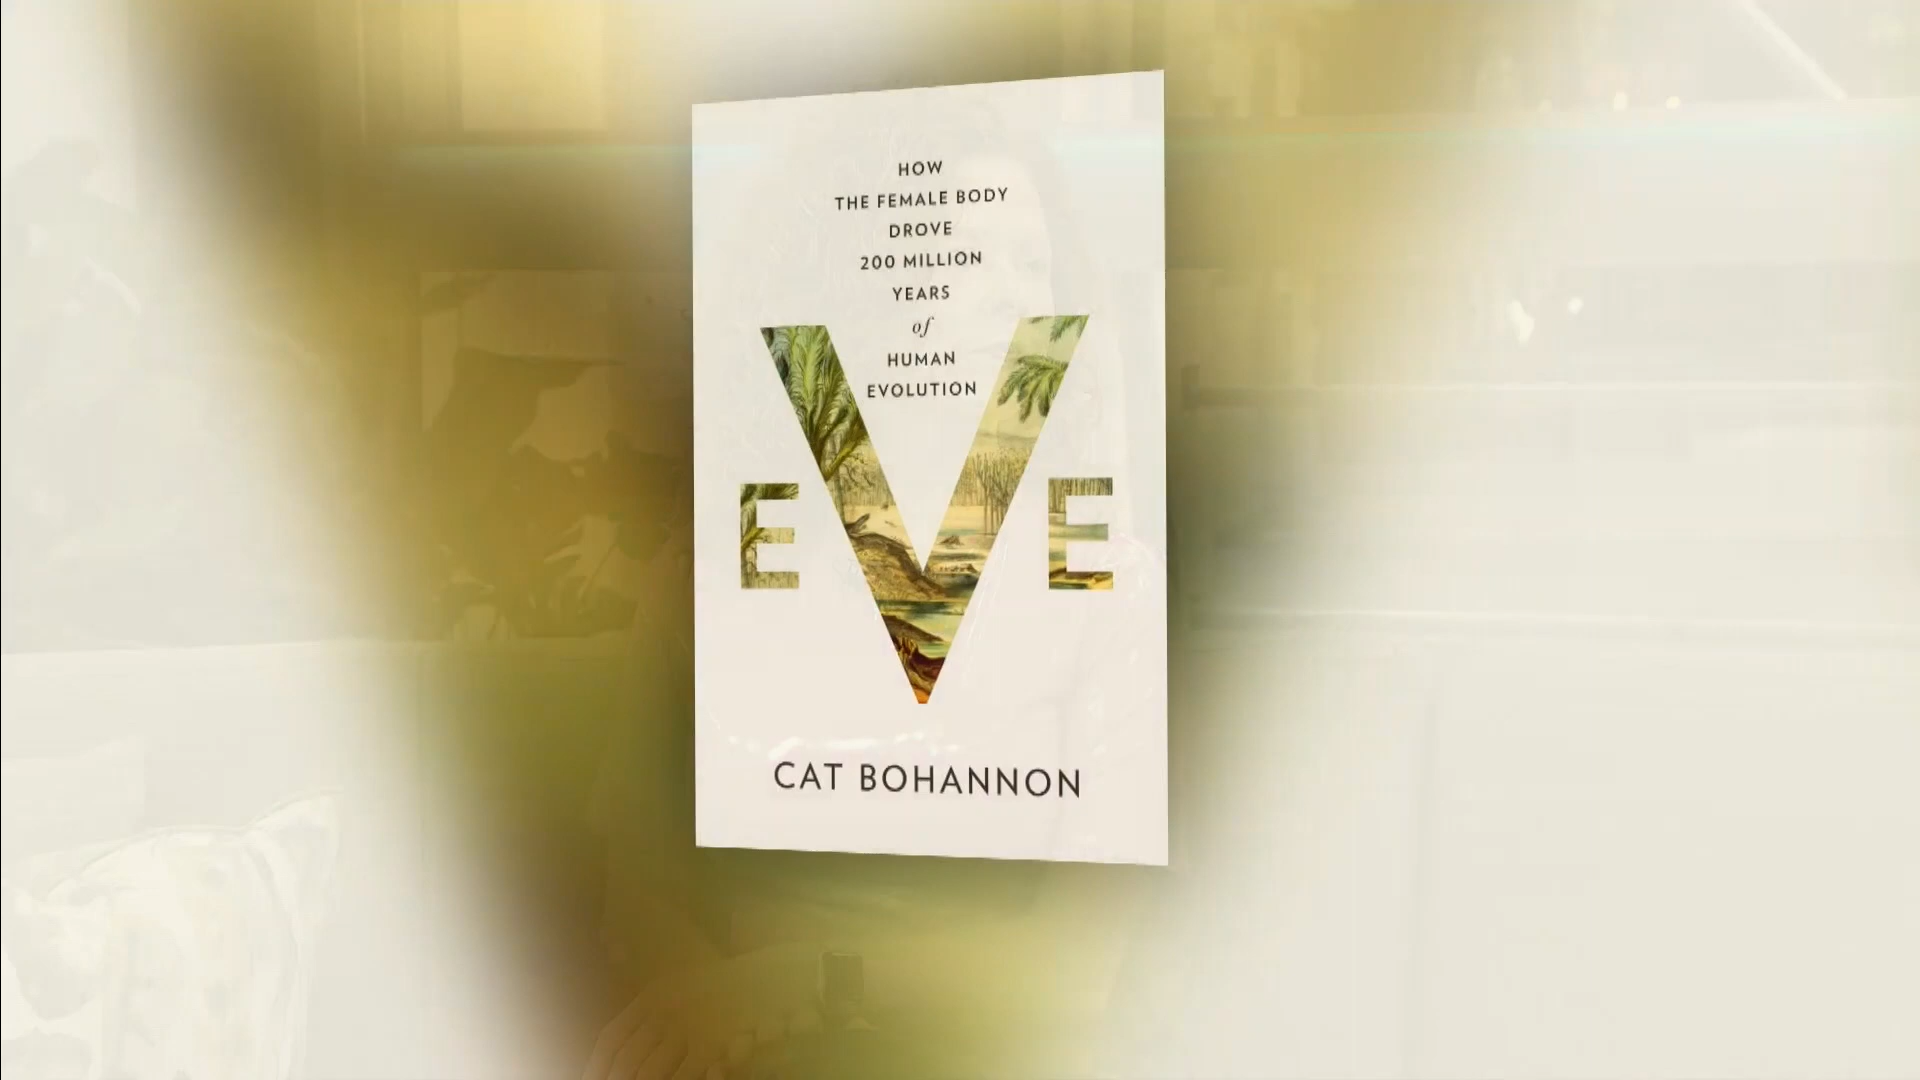 HOW
THE FEMALE BODY
DROVE
200 MILLION
YEARS
of
HUMAN
EVOLUTION
EVE
CAT BOHANNON